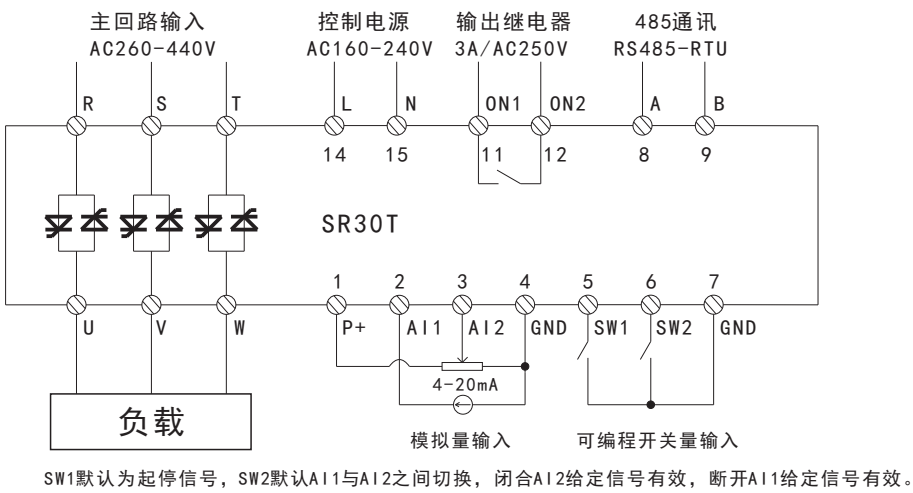 主回路输入 控制电源 输出继电器 485通讯
AC260-440V AC160-240V 3A/AC250V RS485-RTU
R S T L N ON1 ON2 A B
14 15 11 12 8 9
SR30T
1 2 3 4 5 6 7
U V W P+ AI1 AI2 GND SW1 SW2 GND
4-20mA
负载
模拟量输入 可编程开关量输入
SW1默认为起停信号，SW2默认AI1与AI2之间切换，闭合AI2给定信号有效，断开AI1给定信号有效。